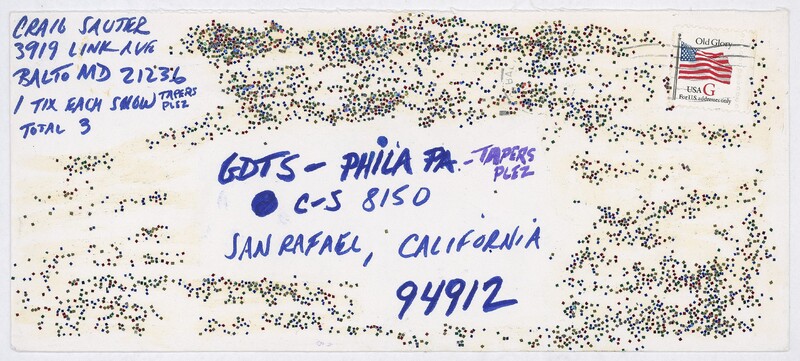 CRAIG SAUTER
3919 LINK AVE
BALTO MD 21236
1 TIX EACH SHOW TAPERS
PLEZ
TOTAL 3
Old Glory
USA G
For U.S. addresses only
GDTS - PHILA PA. - TAPERS
PLEZ
C-S 8150
SAN RAFAEL, CALIFORNIA
94912